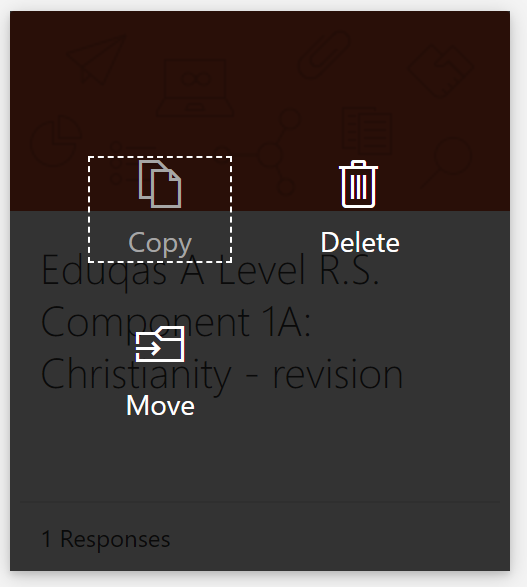 Copy
Delete
Eduqas A Level R.S.
Component 1A:
Christianity - revision
Move
1 Responses